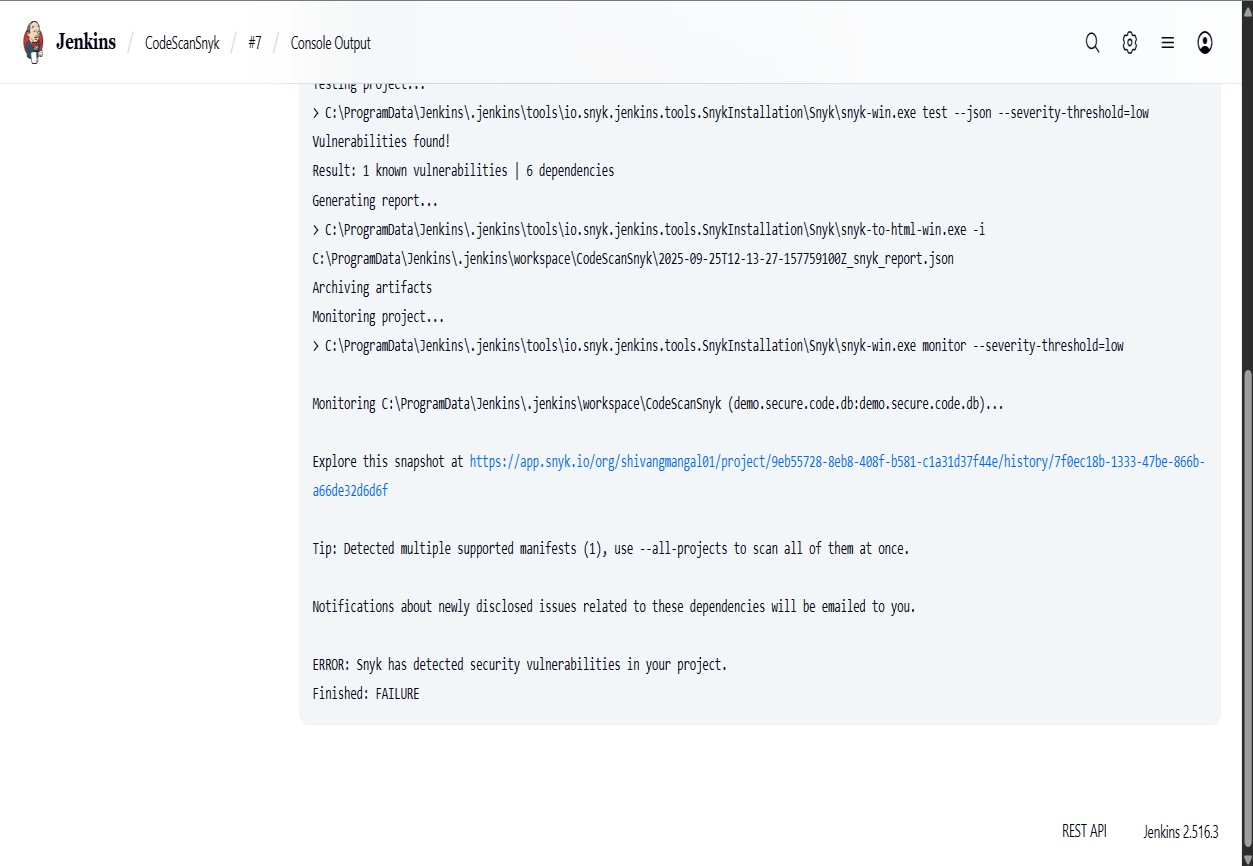 Jenkins / CodeScanSnyk / #7 / Console Output
Testing project...
> C:\ProgramData\Jenkins\.jenkins\tools\io.snyk.jenkins.tools.SnykInstallation\Snyk\snyk-win.exe test --json --severity-threshold=low
Vulnerabilities found!
Result: 1 known vulnerabilities | 6 dependencies
Generating report...
> C:\ProgramData\Jenkins\.jenkins\tools\io.snyk.jenkins.tools.SnykInstallation\Snyk\snyk-to-html-win.exe -i
C:\ProgramData\Jenkins\.jenkins\workspace\CodeScanSnyk\2025-09-25T12-13-27-157759100Z_snyk_report.json
Archiving artifacts
Monitoring project...
> C:\ProgramData\Jenkins\.jenkins\tools\io.snyk.jenkins.tools.SnykInstallation\Snyk\snyk-win.exe monitor --severity-threshold=low
Monitoring C:\ProgramData\Jenkins\.jenkins\workspace\CodeScanSnyk (demo.secure.code.db:demo.secure.code.db)...
Explore this snapshot at https://app.snyk.io/org/shivangmangal01/project/9eb55728-8eb8-408f-b581-c1a31d37f44e/history/7f0ec18b-1333-47be-866b-
a66de32d6d6f
Tip: Detected multiple supported manifests (1), use --all-projects to scan all of them at once.
Notifications about newly disclosed issues related to these dependencies will be emailed to you.
ERROR: Snyk has detected security vulnerabilities in your project.
Finished: FAILURE
REST API Jenkins 2.516.3